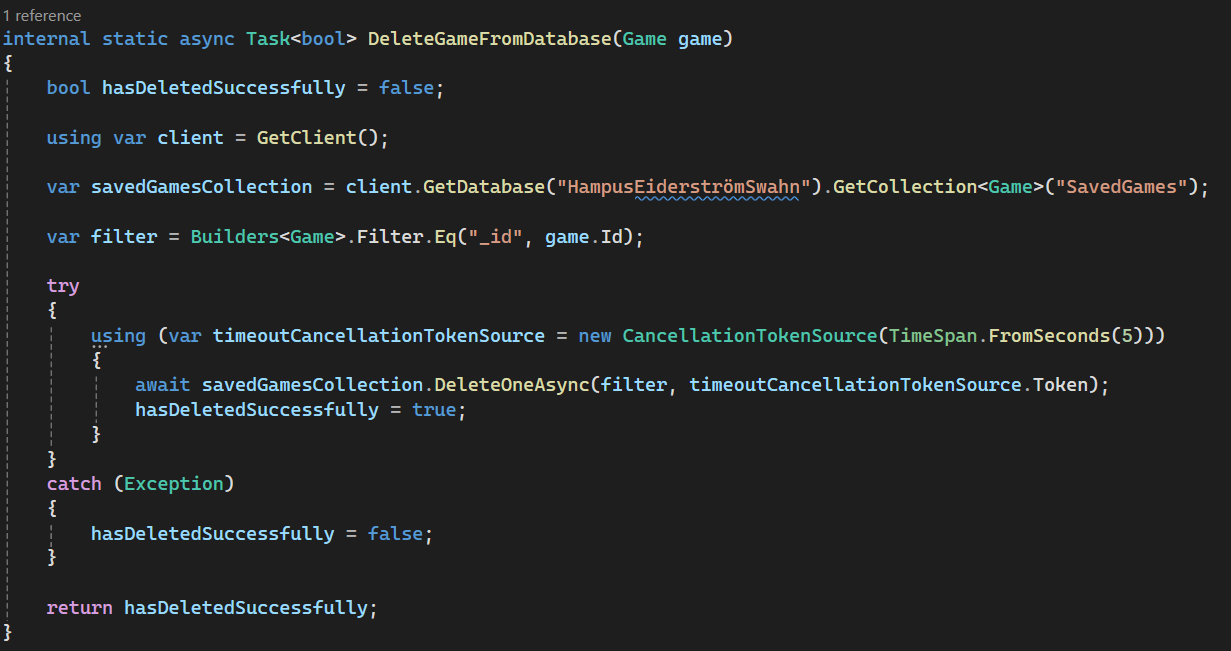 1 reference
internal static async Task<bool> DeleteGameFromDatabase(Game game)
{
    bool hasDeletedSuccessfully = false;

    using var client = GetClient();

    var savedGamesCollection = client.GetDatabase("HampusEiderströmSwahn").GetCollection<Game>("SavedGames");

    var filter = Builders<Game>.Filter.Eq("_id", game.Id);

    try
    {
        using (var timeoutCancellationTokenSource = new CancellationTokenSource(TimeSpan.FromSeconds(5)))
        {
            await savedGamesCollection.DeleteOneAsync(filter, timeoutCancellationTokenSource.Token);
            hasDeletedSuccessfully = true;
        }
    }
    catch (Exception)
    {
        hasDeletedSuccessfully = false;
    }

    return hasDeletedSuccessfully;
}